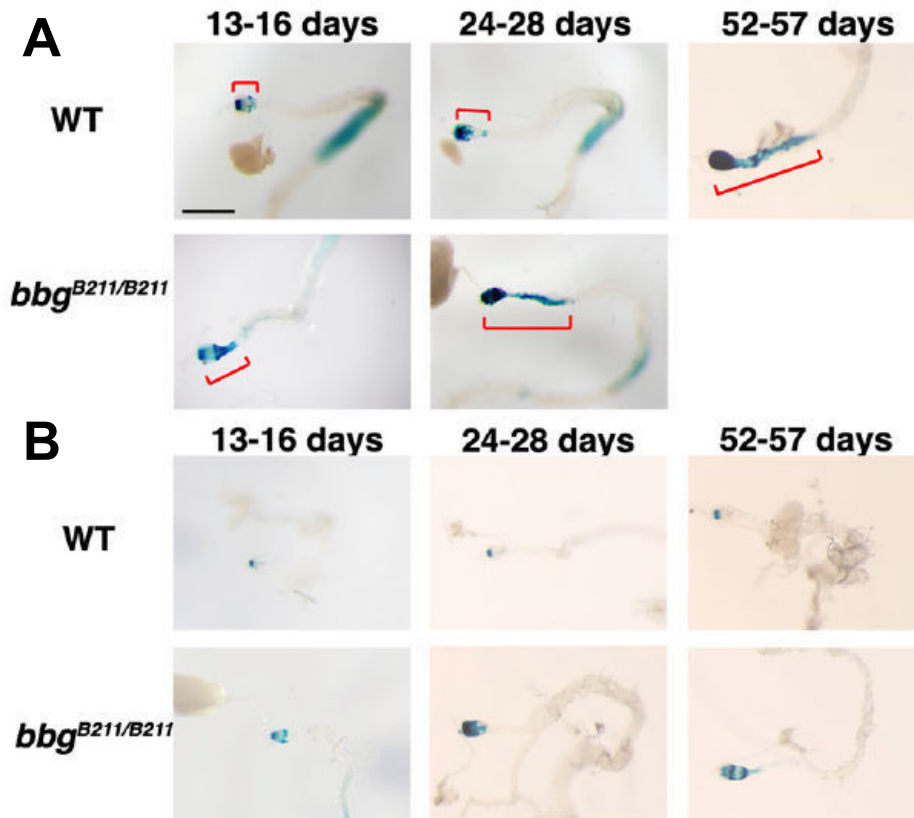 A
13-16 days 24-28 days 52-57 days
WT
bbg^B211/B211
B
13-16 days 24-28 days 52-57 days
WT
bbg^B211/B211